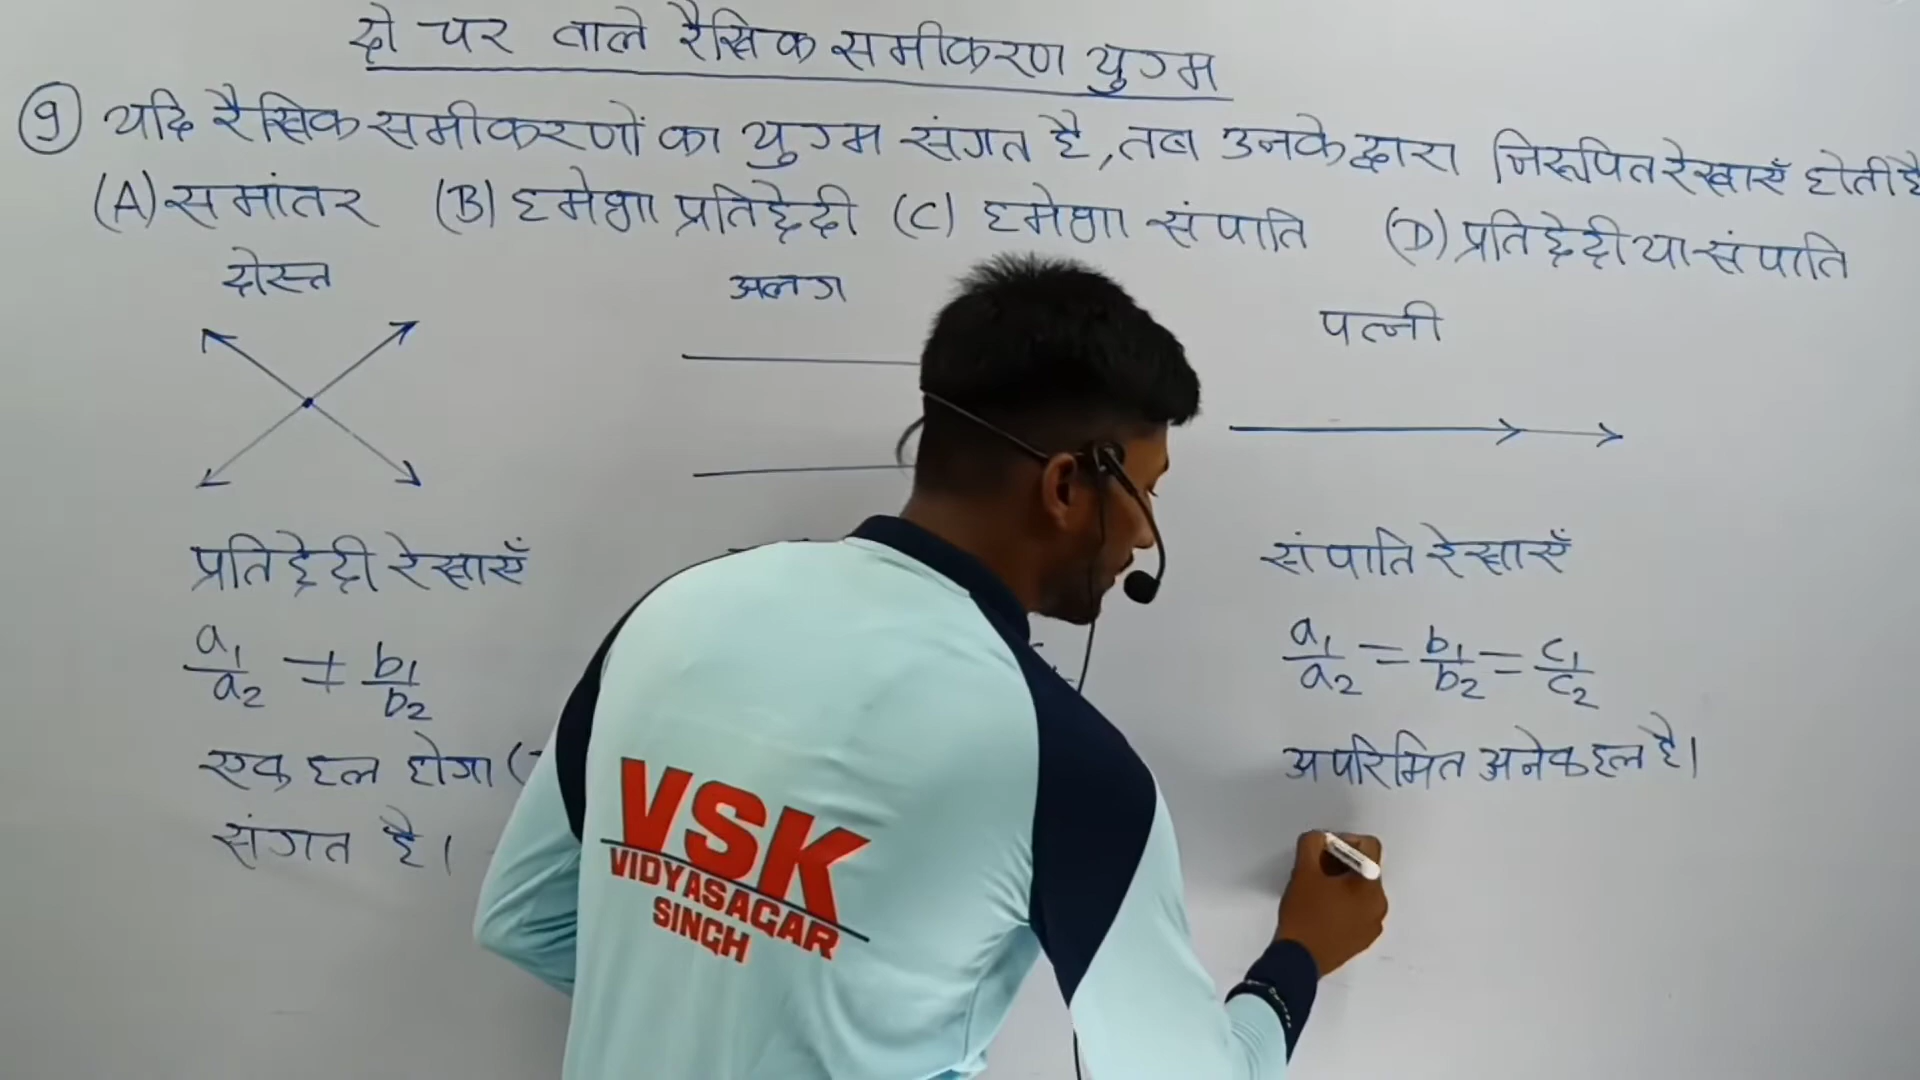 दो चर वाले रैखिक समीकरण युग्म
9 यदि रैखिक समीकरणों का युग्म संगत है, तब उनके द्वारा निरूपित रेखाएँ होती है
(A) समांतर (B) हमेशा प्रतिछेदी (C) हमेशा संपाति (D) प्रतिछेदी या संपाति
दोस्त अलग पत्नी
प्रतिछेदी रेखाएँ संपाति रेखाएँ
a₁/a₂ ≠ b₁/b₂ a₁/a₂ = b₁/b₂ = c₁/c₂
एक हल होगा ( अपरिमित अनेक हल है।
संगत है।
VSK
VIDYASAGAR
SINGH